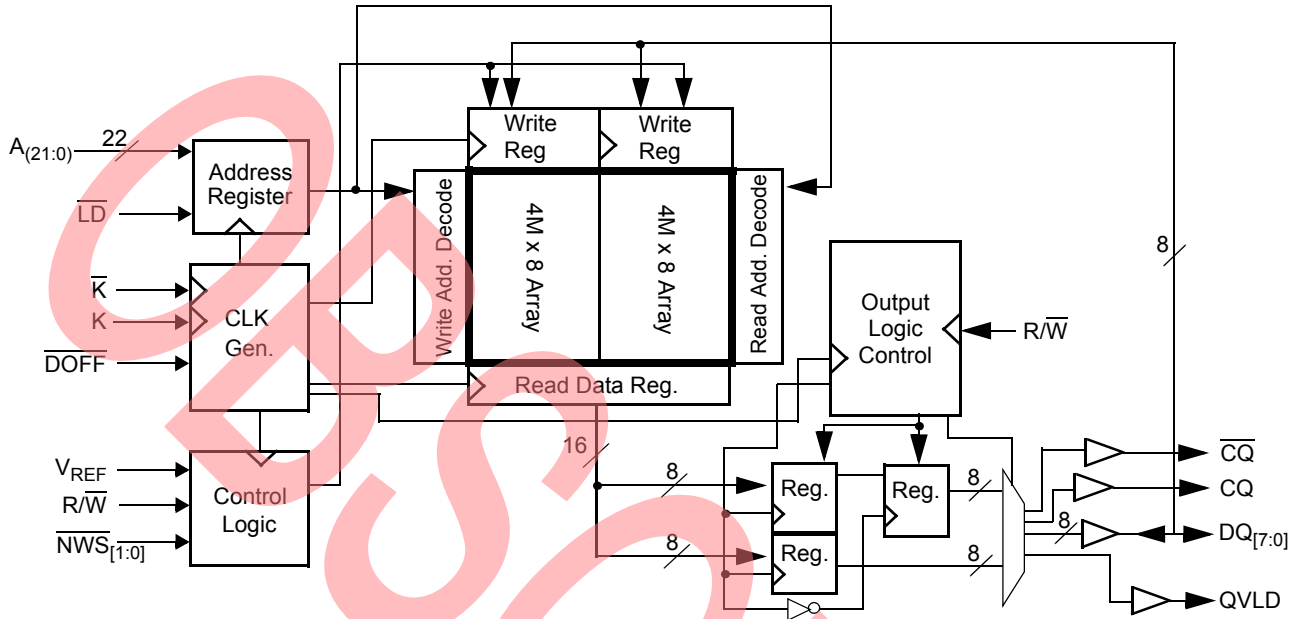 Write
Reg
Write
Reg
A(21:0)
22
LD
Address
Register
Write Add. Decode
4M x 8 Array
4M x 8 Array
Read Add. Decode
8
K
K
DOFF
CLK
Gen.
Output
Logic
Control
R/W
Read Data Reg.
16
VREF
R/W
NWS[1:0]
Control
Logic
8
Reg.
Reg.
8
CQ
CQ
8
DQ[7:0]
8
Reg.
8
QVLD
OBSO